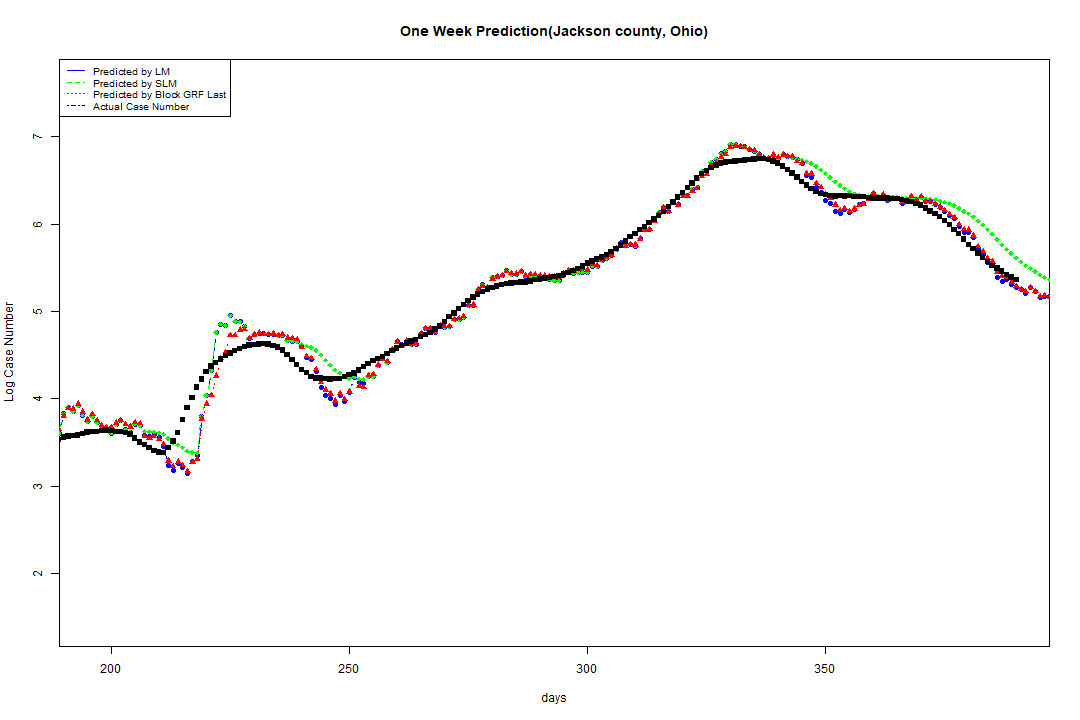 One Week Prediction(Jackson county, Ohio)
Predicted by LM
Predicted by SLM
Predicted by Block GRF Last
Actual Case Number
7
6
5
4
3
2
Log Case Number
200 250 300 350
days